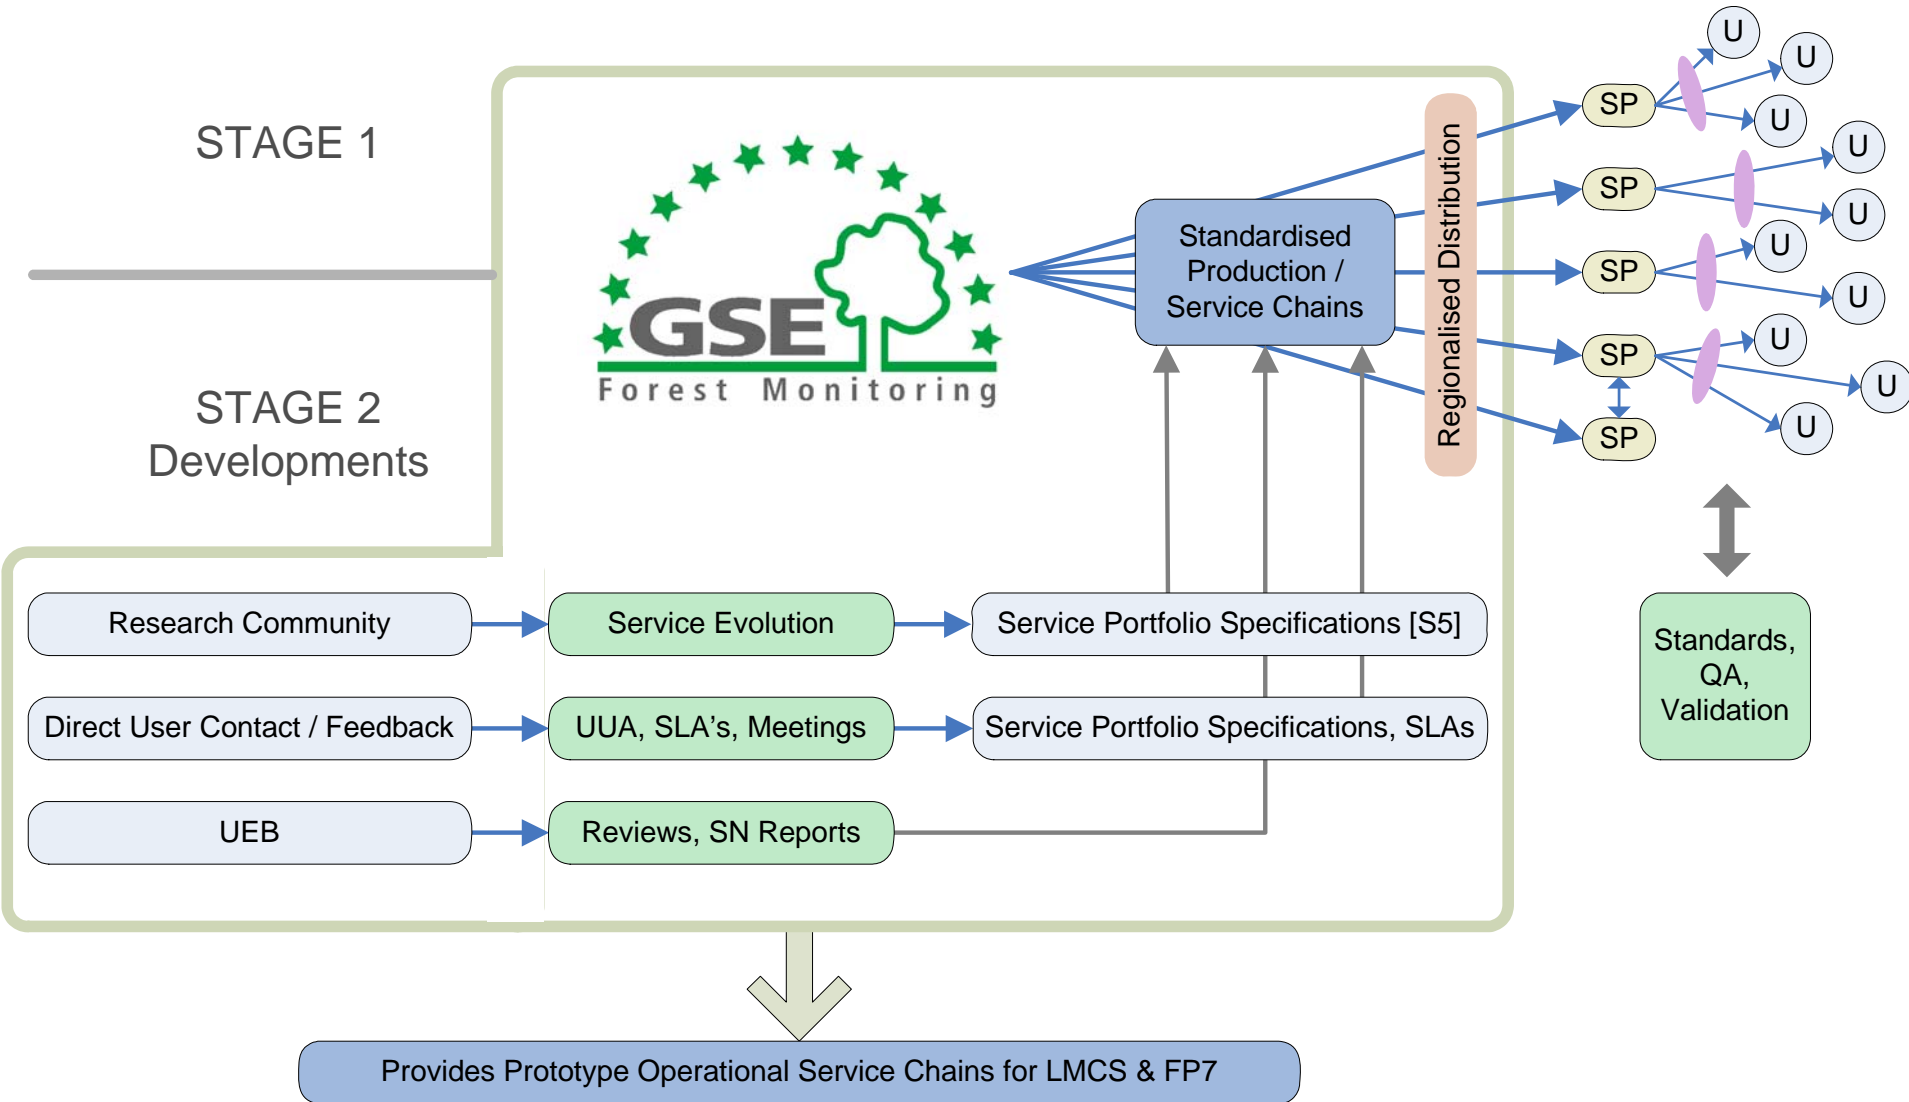 STAGE 1
STAGE 2
Developments
GSE
Forest Monitoring
Standardised
Production /
Service Chains
Regionalised Distribution
SP
SP
SP
SP
SP
U
U
U
U
U
U
U
U
U
U
Research Community
Service Evolution
Service Portfolio Specifications [S5]
Direct User Contact / Feedback
UUA, SLA's, Meetings
Service Portfolio Specifications, SLAs
UEB
Reviews, SN Reports
Standards,
QA,
Validation
Provides Prototype Operational Service Chains for LMCS & FP7